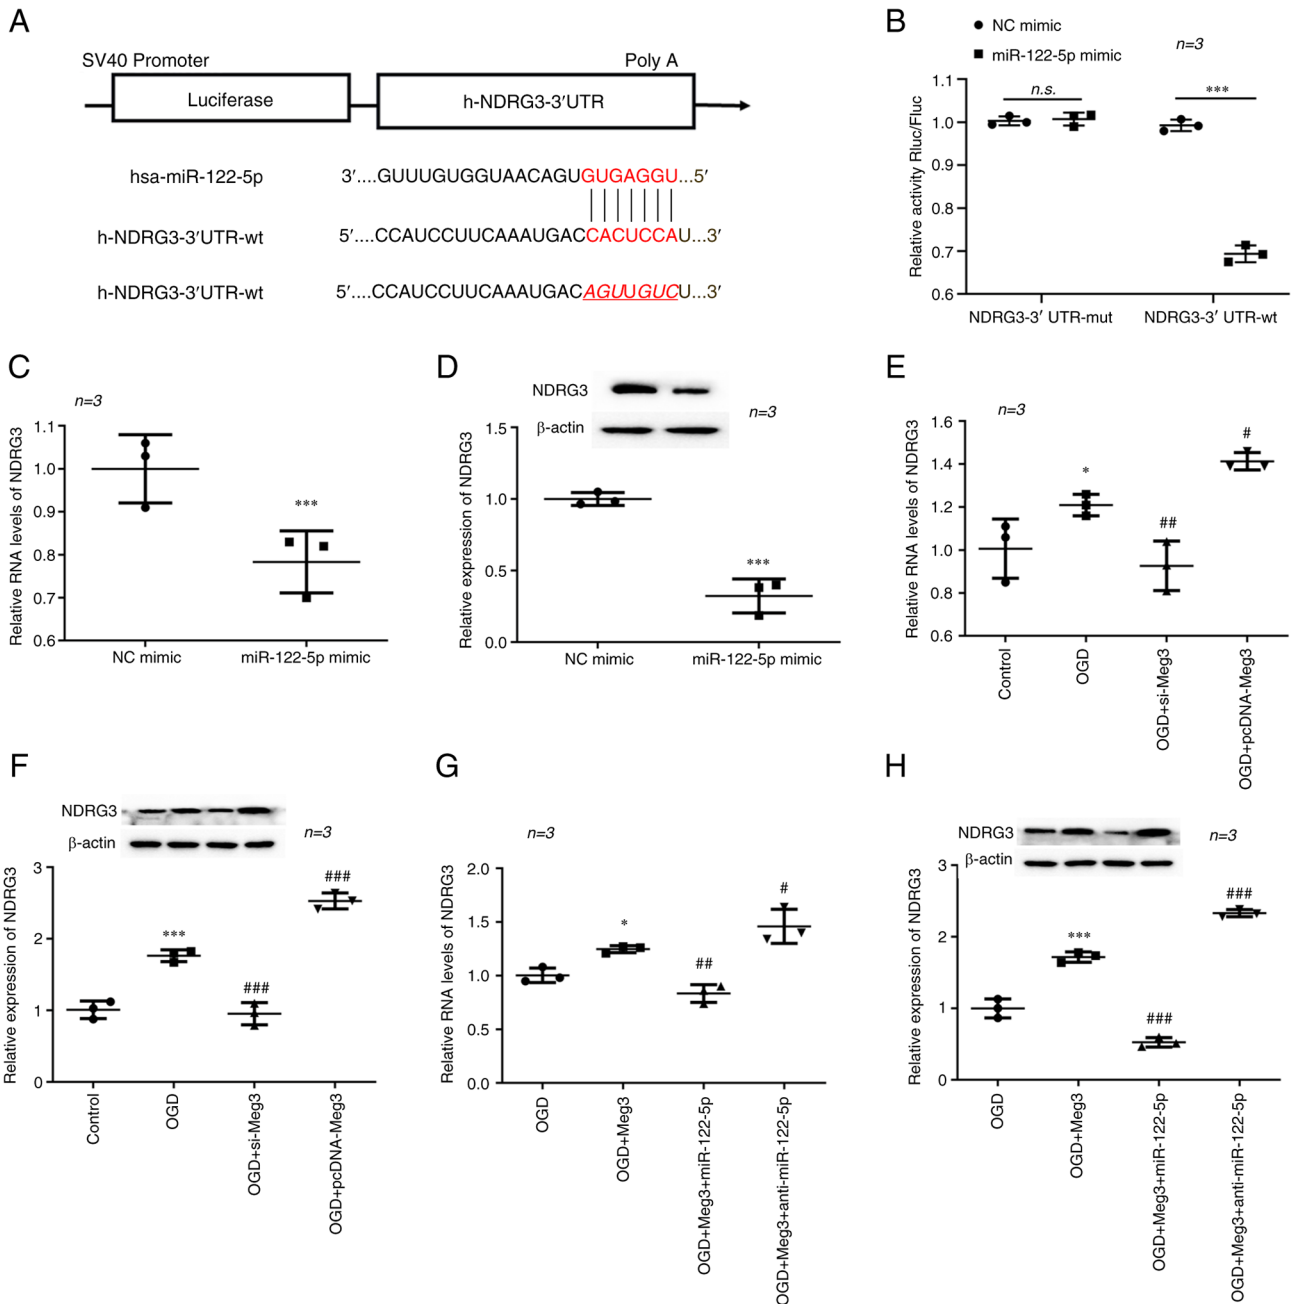 A
SV40 Promoter
Poly A
Luciferase
h-NDRG3-3′UTR
hsa-miR-122-5p
3′....GUUUGUGGUAACAGUGUGAGGU...5′
h-NDRG3-3′UTR-wt
5′....CCAUCCUUCAAAUGACCACUCCAU...3′
h-NDRG3-3′UTR-wt
5′....CCAUCCUUCAAAUGACAGUUGUCU...3′
B
NC mimic
miR-122-5p mimic
n=3
n.s.
***
Relative activity Rluc/Fluc
1.1
1.0
0.9
0.8
0.7
0.6
NDRG3-3′ UTR-mut
NDRG3-3′ UTR-wt
C
n=3
Relative RNA levels of NDRG3
1.1
1.0
0.9
0.8
0.7
0.6
***
NC mimic
miR-122-5p mimic
D
NDRG3
β-actin
n=3
Relative expression of NDRG3
1.5
1.0
0.5
0.0
***
NC mimic
miR-122-5p mimic
E
n=3
Relative RNA levels of NDRG3
1.6
1.4
1.2
1.0
0.8
0.6
*
##
#
Control
OGD
OGD+si-Meg3
OGD+pcDNA-Meg3
F
NDRG3
β-actin
n=3
Relative expression of NDRG3
3
2
1
0
***
###
###
Control
OGD
OGD+si-Meg3
OGD+pcDNA-Meg3
G
n=3
Relative RNA levels of NDRG3
2.0
1.5
1.0
0.5
0.0
*
##
#
OGD
OGD+Meg3
OGD+Meg3+miR-122-5p
OGD+Meg3+anti-miR-122-5p
H
NDRG3
β-actin
n=3
Relative expression of NDRG3
3
2
1
0
***
###
###
OGD
OGD+Meg3
OGD+Meg3+miR-122-5p
OGD+Meg3+anti-miR-122-5p